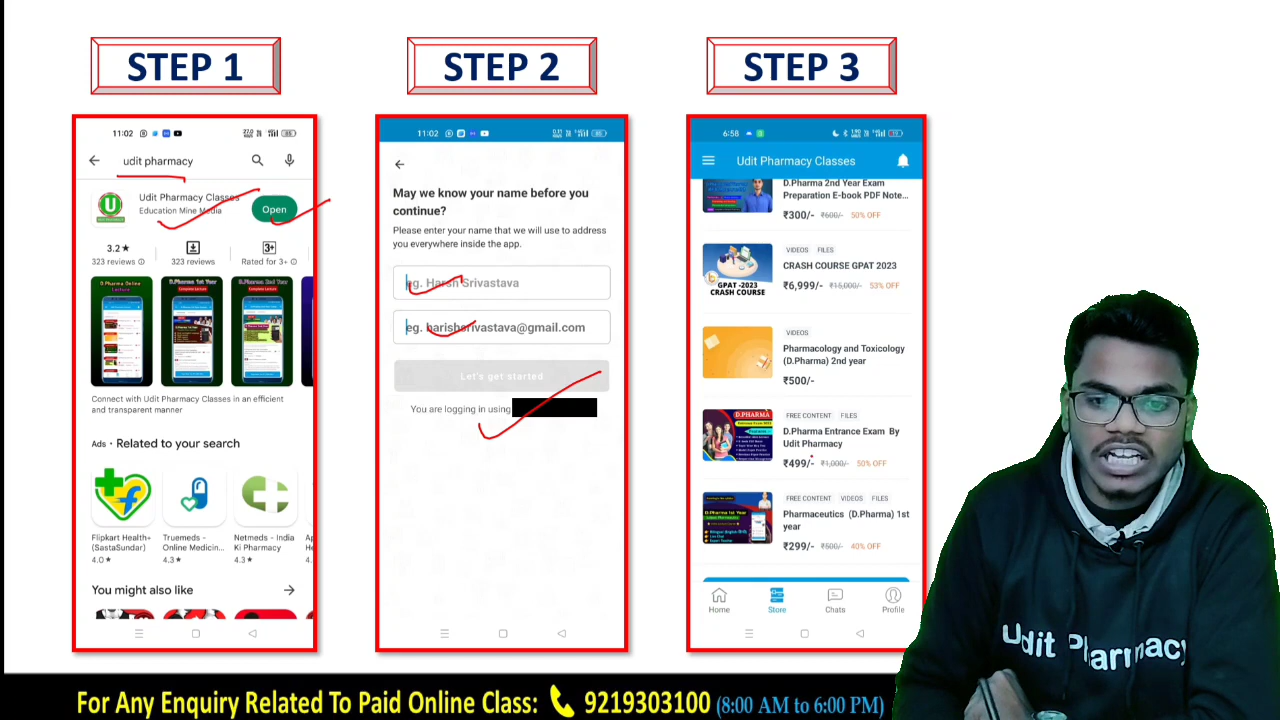 STEP 1
STEP 2
STEP 3
11:02
udit pharmacy
Udit Pharmacy Classes
Education Mine Media
Open
3.2★
323 reviews
323 reviews
3+
Rated for 3+
Connect with Udit Pharmacy Classes in an efficient
and transparent manner
Ads • Related to your search
Flipkart Health+
(SastaSundar)
4.0★
Truemeds -
Online Medicin...
4.3★
Netmeds - India
Ki Pharmacy
4.3★
You might also like
11:02
May we know your name before you
continue?
Please enter your name that we will use to address
you everywhere inside the app.
eg. Harsh Srivastava
eg. harishsrivastava@gmail.com
Let's get started
You are logging in using
6:58
Udit Pharmacy Classes
D.Pharma 2nd Year Exam
Preparation E-book PDF Note...
₹300/- ₹600/- 50% OFF
VIDEOS FILES
CRASH COURSE GPAT 2023
₹6,999/- ₹15,000/- 53% OFF
GPAT -2023
CRASH COURSE
VIDEOS
Pharmacology and Toxicology
(D.Pharma) 2nd year
₹500/-
FREE CONTENT FILES
D.Pharma Entrance Exam By
Udit Pharmacy
₹499/- ₹1,000/- 50% OFF
D.PHARMA
FREE CONTENT VIDEOS FILES
Pharmaceutics (D.Pharma) 1st
year
₹299/- ₹500/- 40% OFF
Home
Store
Chats
Profile
Udit Pharmacy
For Any Enquiry Related To Paid Online Class: 9219303100 (8:00 AM to 6:00 PM)